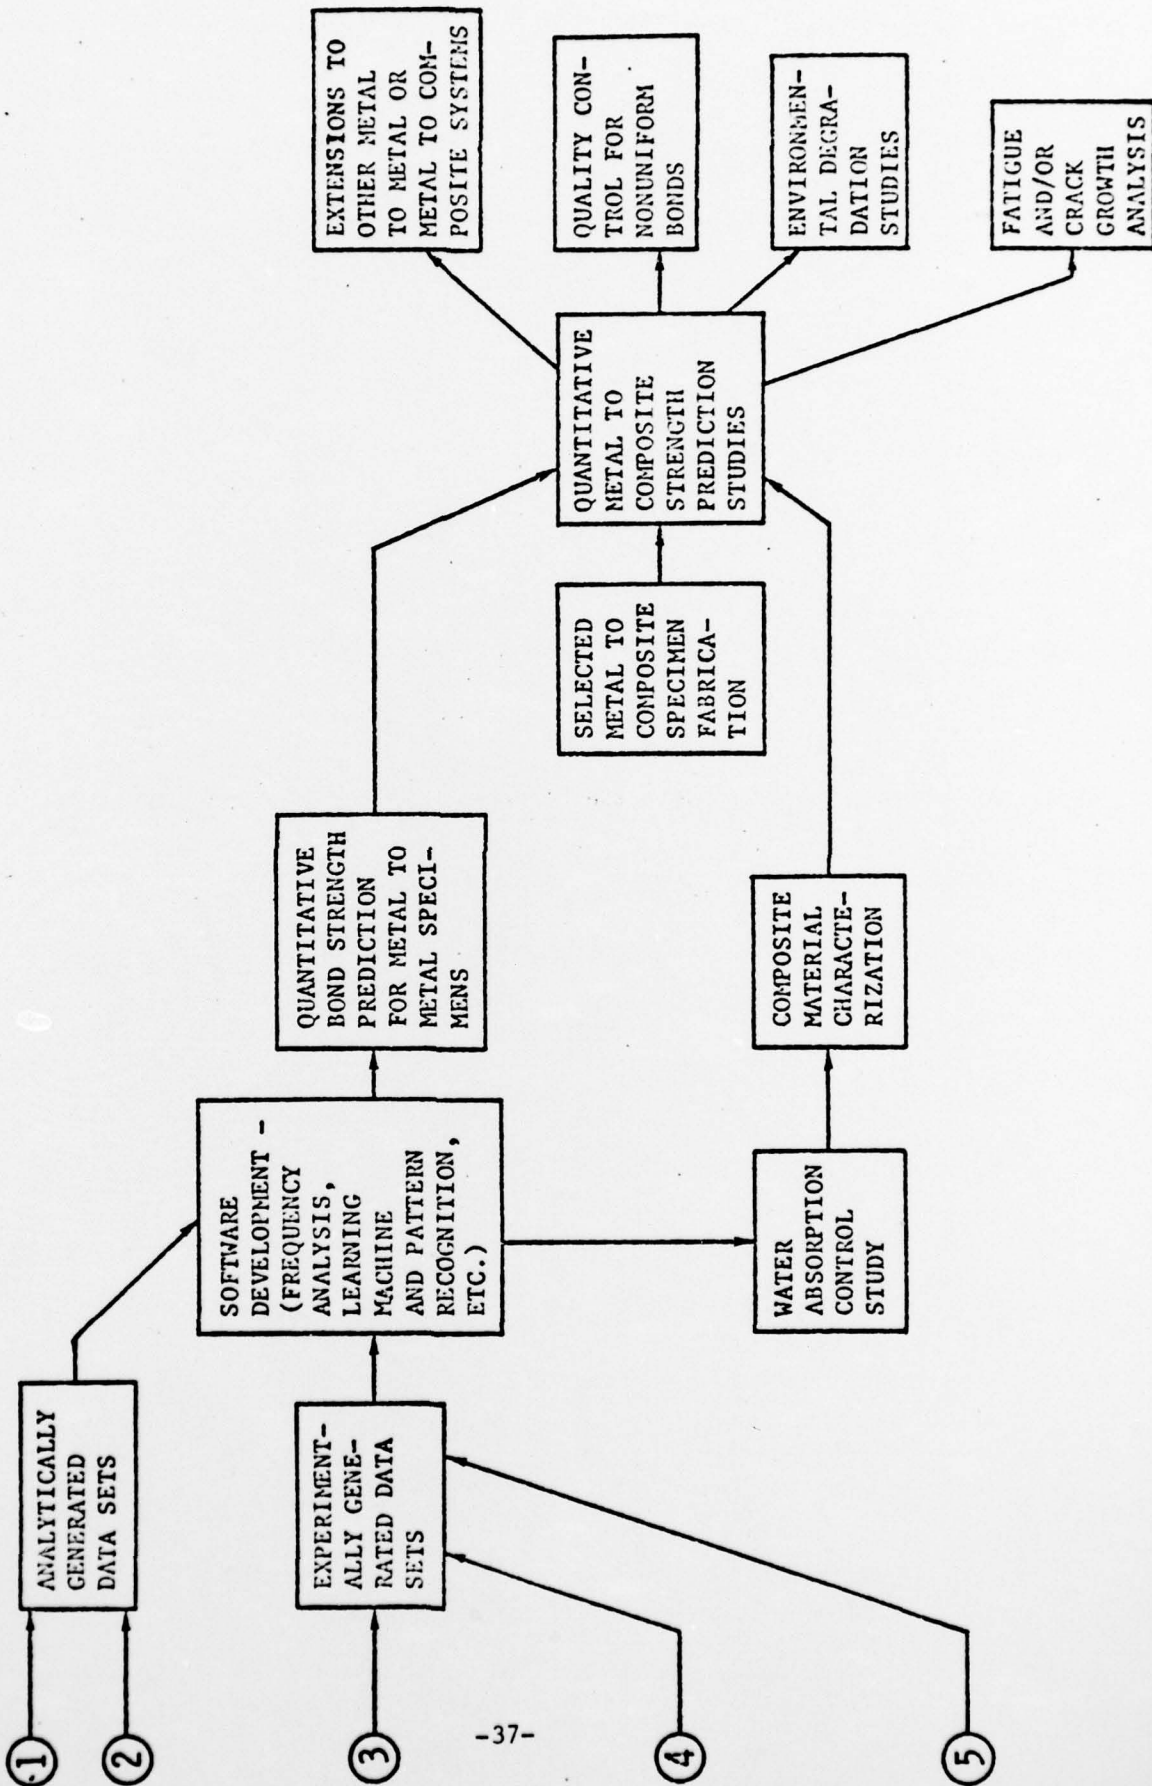 1
2
3
4
5
ANALYTICALLY
GENERATED
DATA SETS
EXPERIMENT-
ALLY GENE-
RATED DATA
SETS
SOFTWARE
DEVELOPMENT -
(FREQUENCY
ANALYSIS,
LEARNING
MACHINE
AND PATTERN
RECOGNITION,
ETC.)
WATER
ABSORPTION
CONTROL
STUDY
QUANTITATIVE
BOND STRENGTH
PREDICTION
FOR METAL TO
METAL SPECI-
MENS
COMPOSITE
MATERIAL
CHARACTE-
RIZATION
SELECTED
METAL TO
COMPOSITE
SPECIMEN
FABRICA-
TION
QUANTITATIVE
METAL TO
COMPOSITE
STRENGTH
PREDICTION
STUDIES
EXTENSIONS TO
OTHER METAL
TO METAL OR
METAL TO COM-
POSITE SYSTEMS
QUALITY CON-
TROL FOR
NONUNIFORM
BONDS
ENVIRONMEN-
TAL DEGRA-
DATION
STUDIES
FATIGUE
AND/OR
CRACK
GROWTH
ANALYSIS
-37-